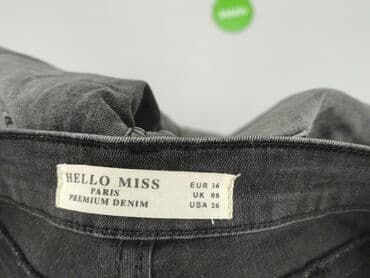 HELLO MISS
PARIS
PREMIUM DENIM
EUR 36
UK 08
USA 26